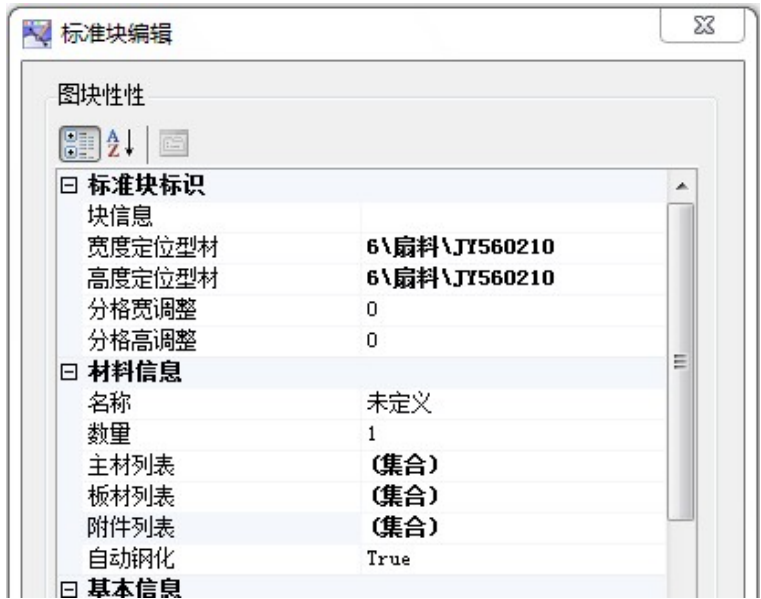 标准块编辑
图块性性
标准块标识
块信息
宽度定位型材 6\扇料\JY560210
高度定位型材 6\扇料\JY560210
分格宽调整 0
分格高调整 0
材料信息
名称 未定义
数量 1
主材列表 (集合)
板材列表 (集合)
附件列表 (集合)
自动钢化 True
基本信息